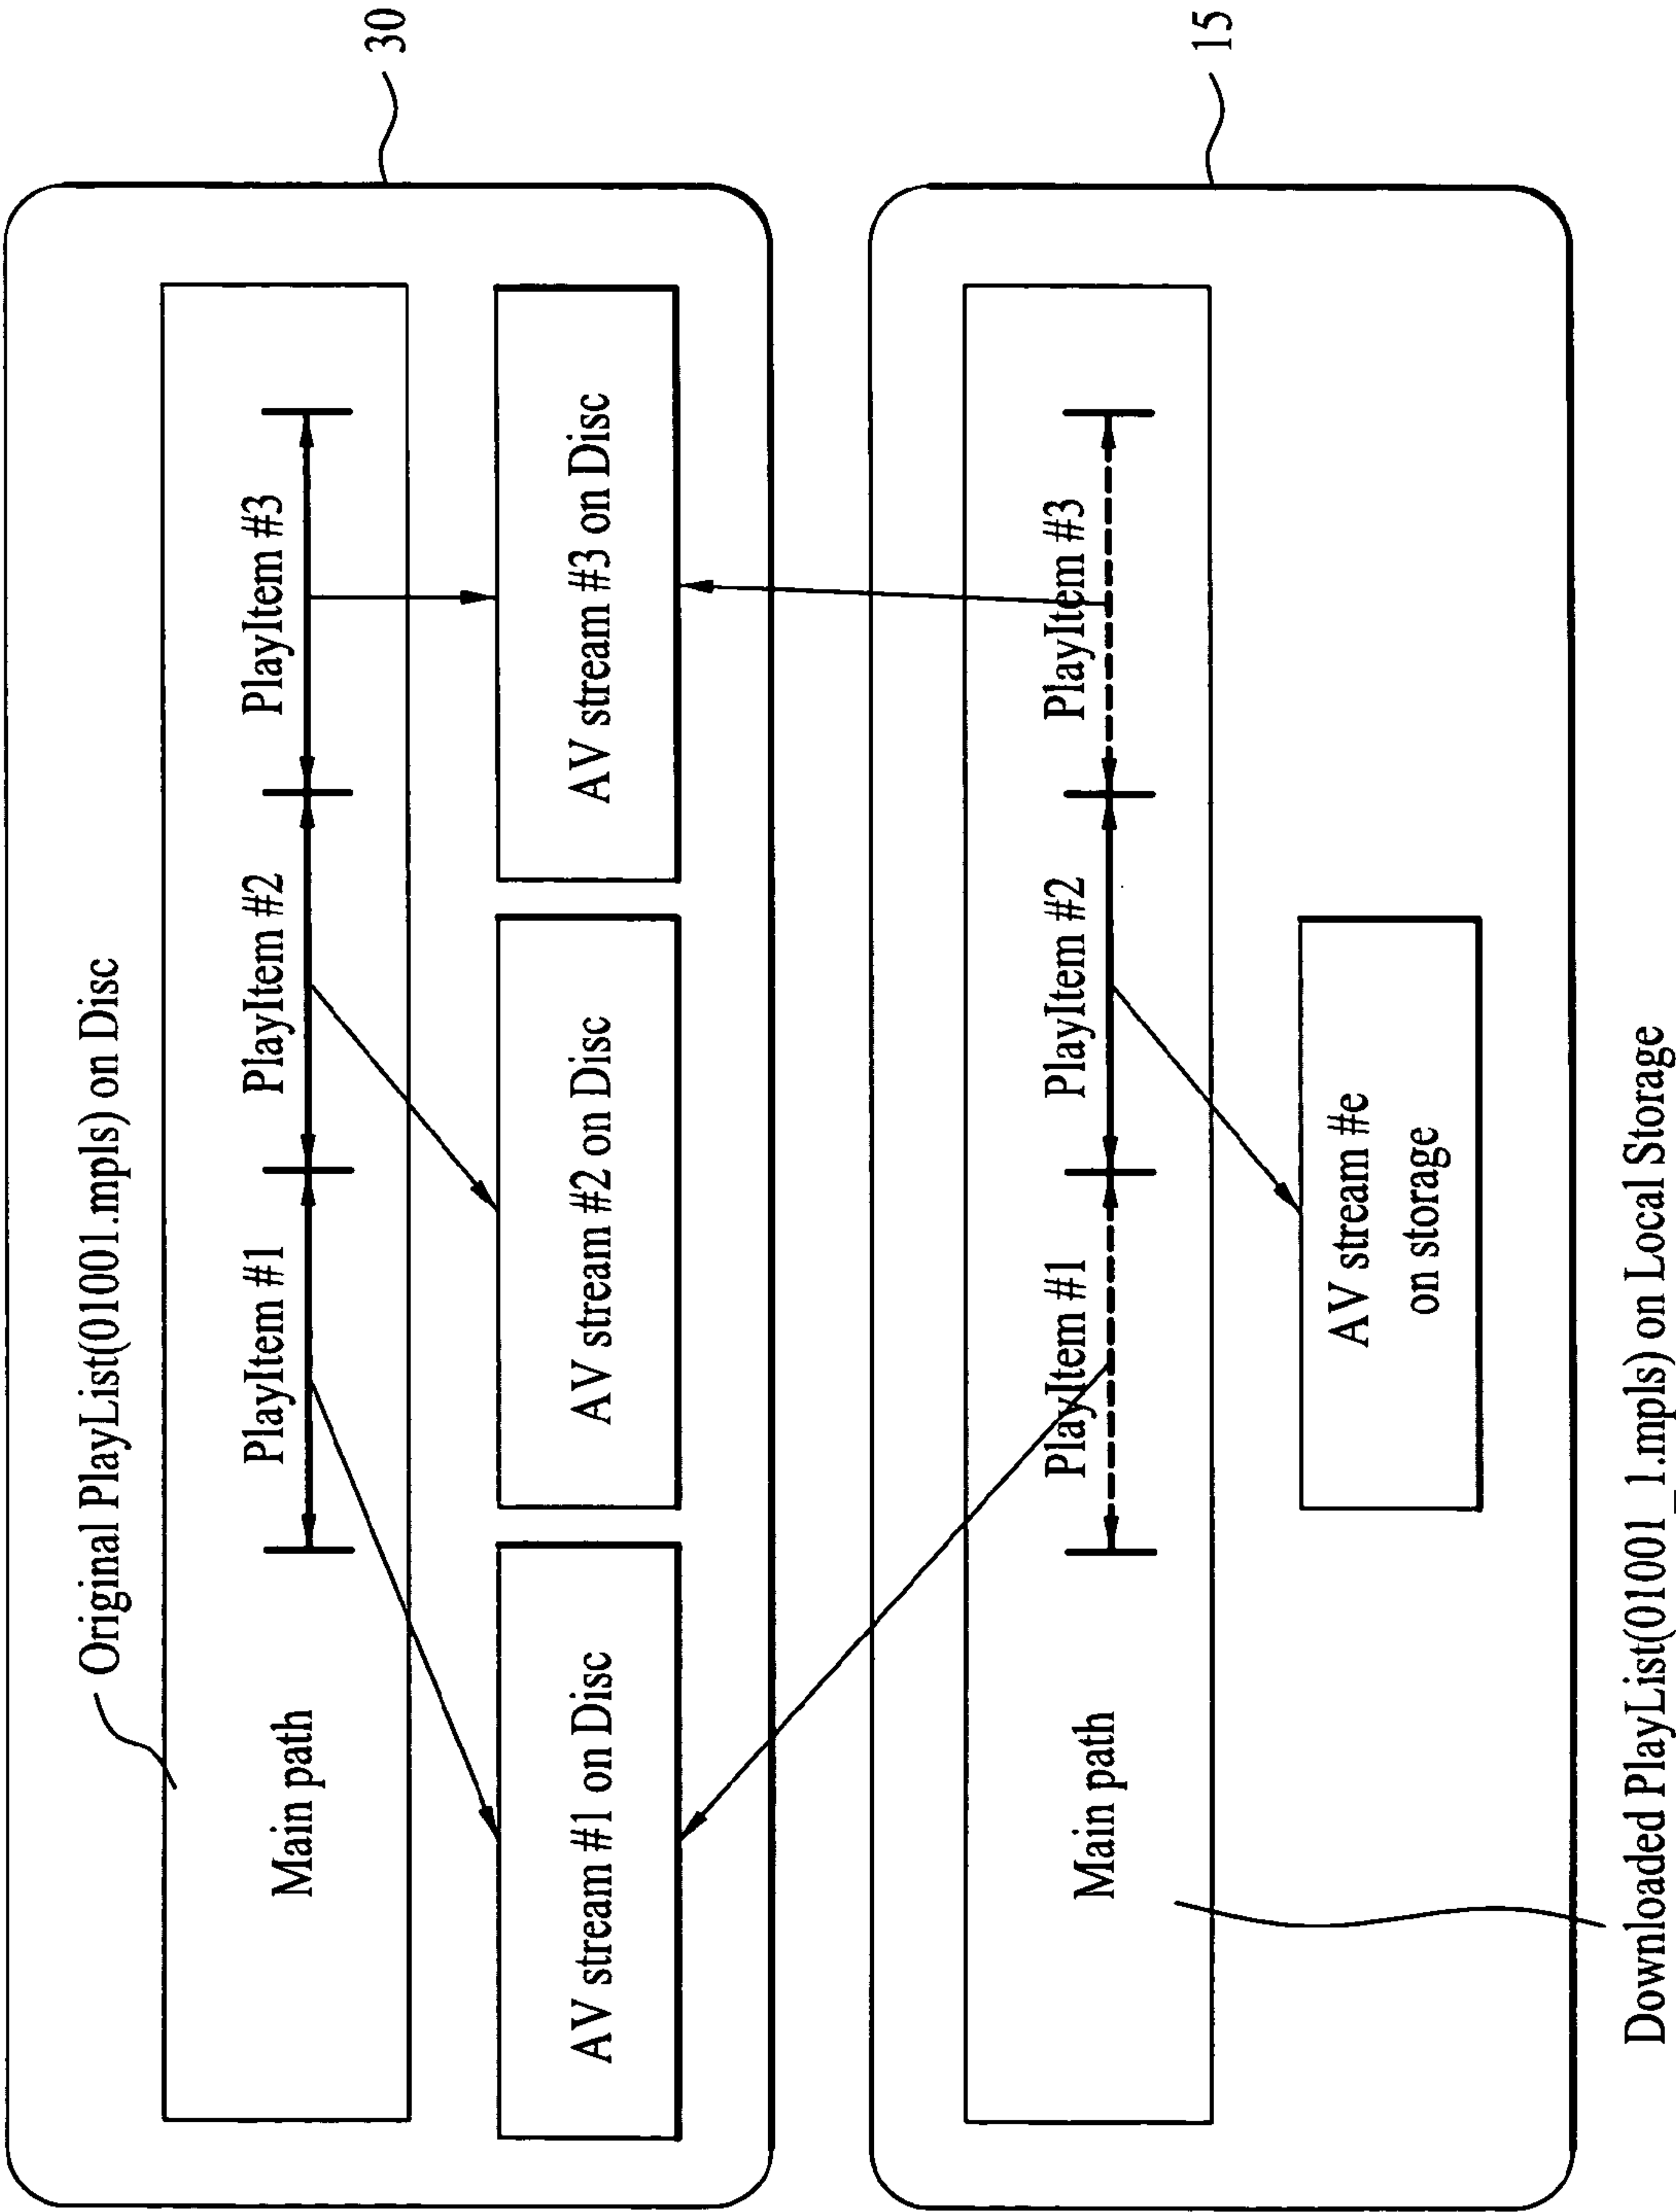 Original PlayList(01001.mpls) on Disc
30
Main path
PlayItem #1
PlayItem #2
PlayItem #3
AV stream #1 on Disc
AV stream #2 on Disc
AV stream #3 on Disc
15
Main path
PlayItem #1
PlayItem #2
PlayItem #3
AV stream #e
on storage
Downloaded PlayList(01001_1.mpls) on Local Storage